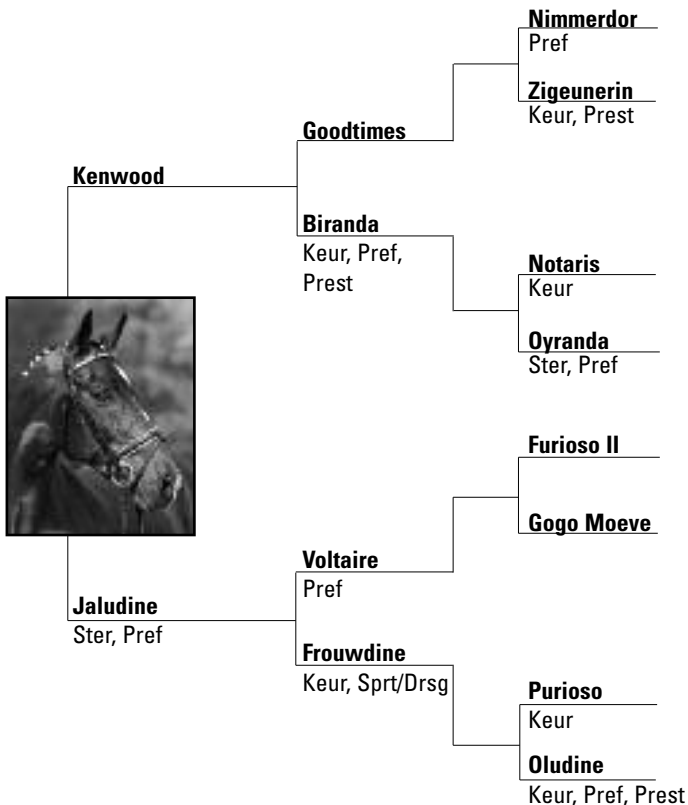 Nimmerdor
Pref
Zigeunerin
Keur, Prest
Goodtimes
Kenwood
Biranda
Keur, Pref,
Prest
Notaris
Keur
Oyranda
Ster, Pref
Furioso II
Gogo Moeve
Voltaire
Pref
Jaludine
Ster, Pref
Frouwdine
Keur, Sprt/Drsg
Purioso
Keur
Oludine
Keur, Pref, Prest